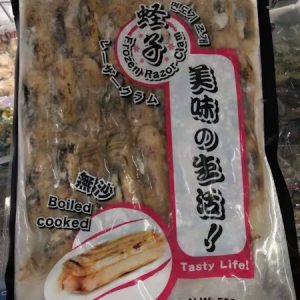 蛏子
Frozen Razor Clam
レーザークラム
美味の生活!
無沙
Boiled
cooked
Tasty Life!